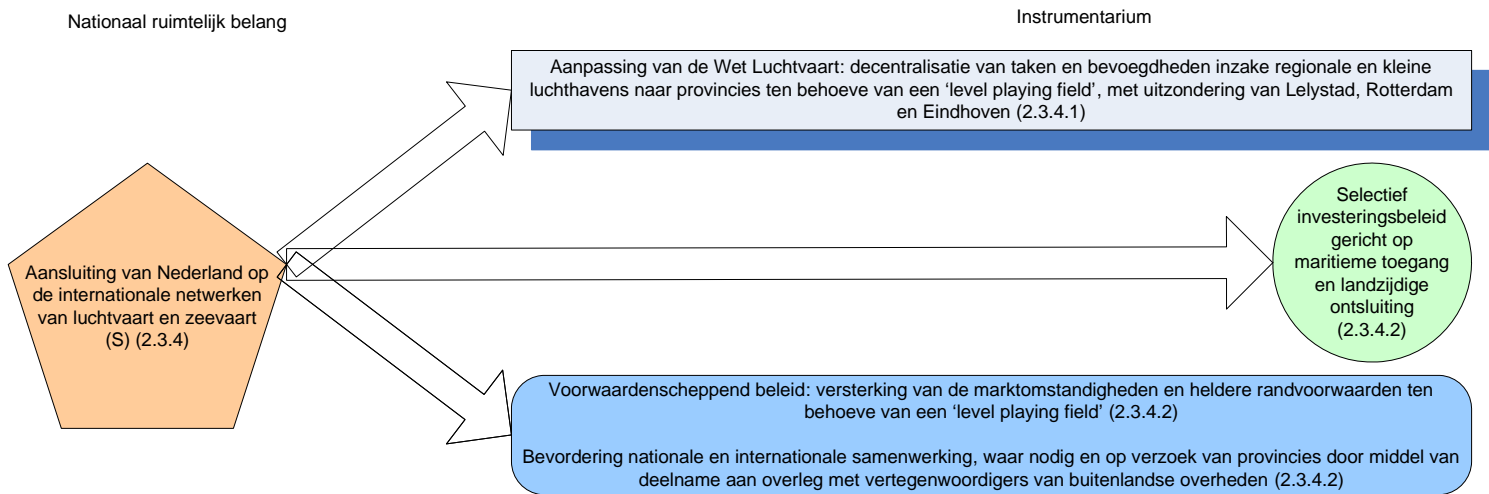 Nationaal ruimtelijk belang
Instrumentarium
Aanpassing van de Wet Luchtvaart: decentralisatie van taken en bevoegdheden inzake regionale en kleine
luchthavens naar provincies ten behoeve van een ‘level playing field’, met uitzondering van Lelystad, Rotterdam
en Eindhoven (2.3.4.1)
Aansluiting van Nederland op
de internationale netwerken
van luchtvaart en zeevaart
(S) (2.3.4)
Selectief
investeringsbeleid
gericht op
maritieme toegang
en landzijdige
ontsluiting
(2.3.4.2)
Voorwaardenscheppend beleid: versterking van de marktomstandigheden en heldere randvoorwaarden ten
behoeve van een ‘level playing field’ (2.3.4.2)
Bevordering nationale en internationale samenwerking, waar nodig en op verzoek van provincies door middel van
deelname aan overleg met vertegenwoordigers van buitenlandse overheden (2.3.4.2)